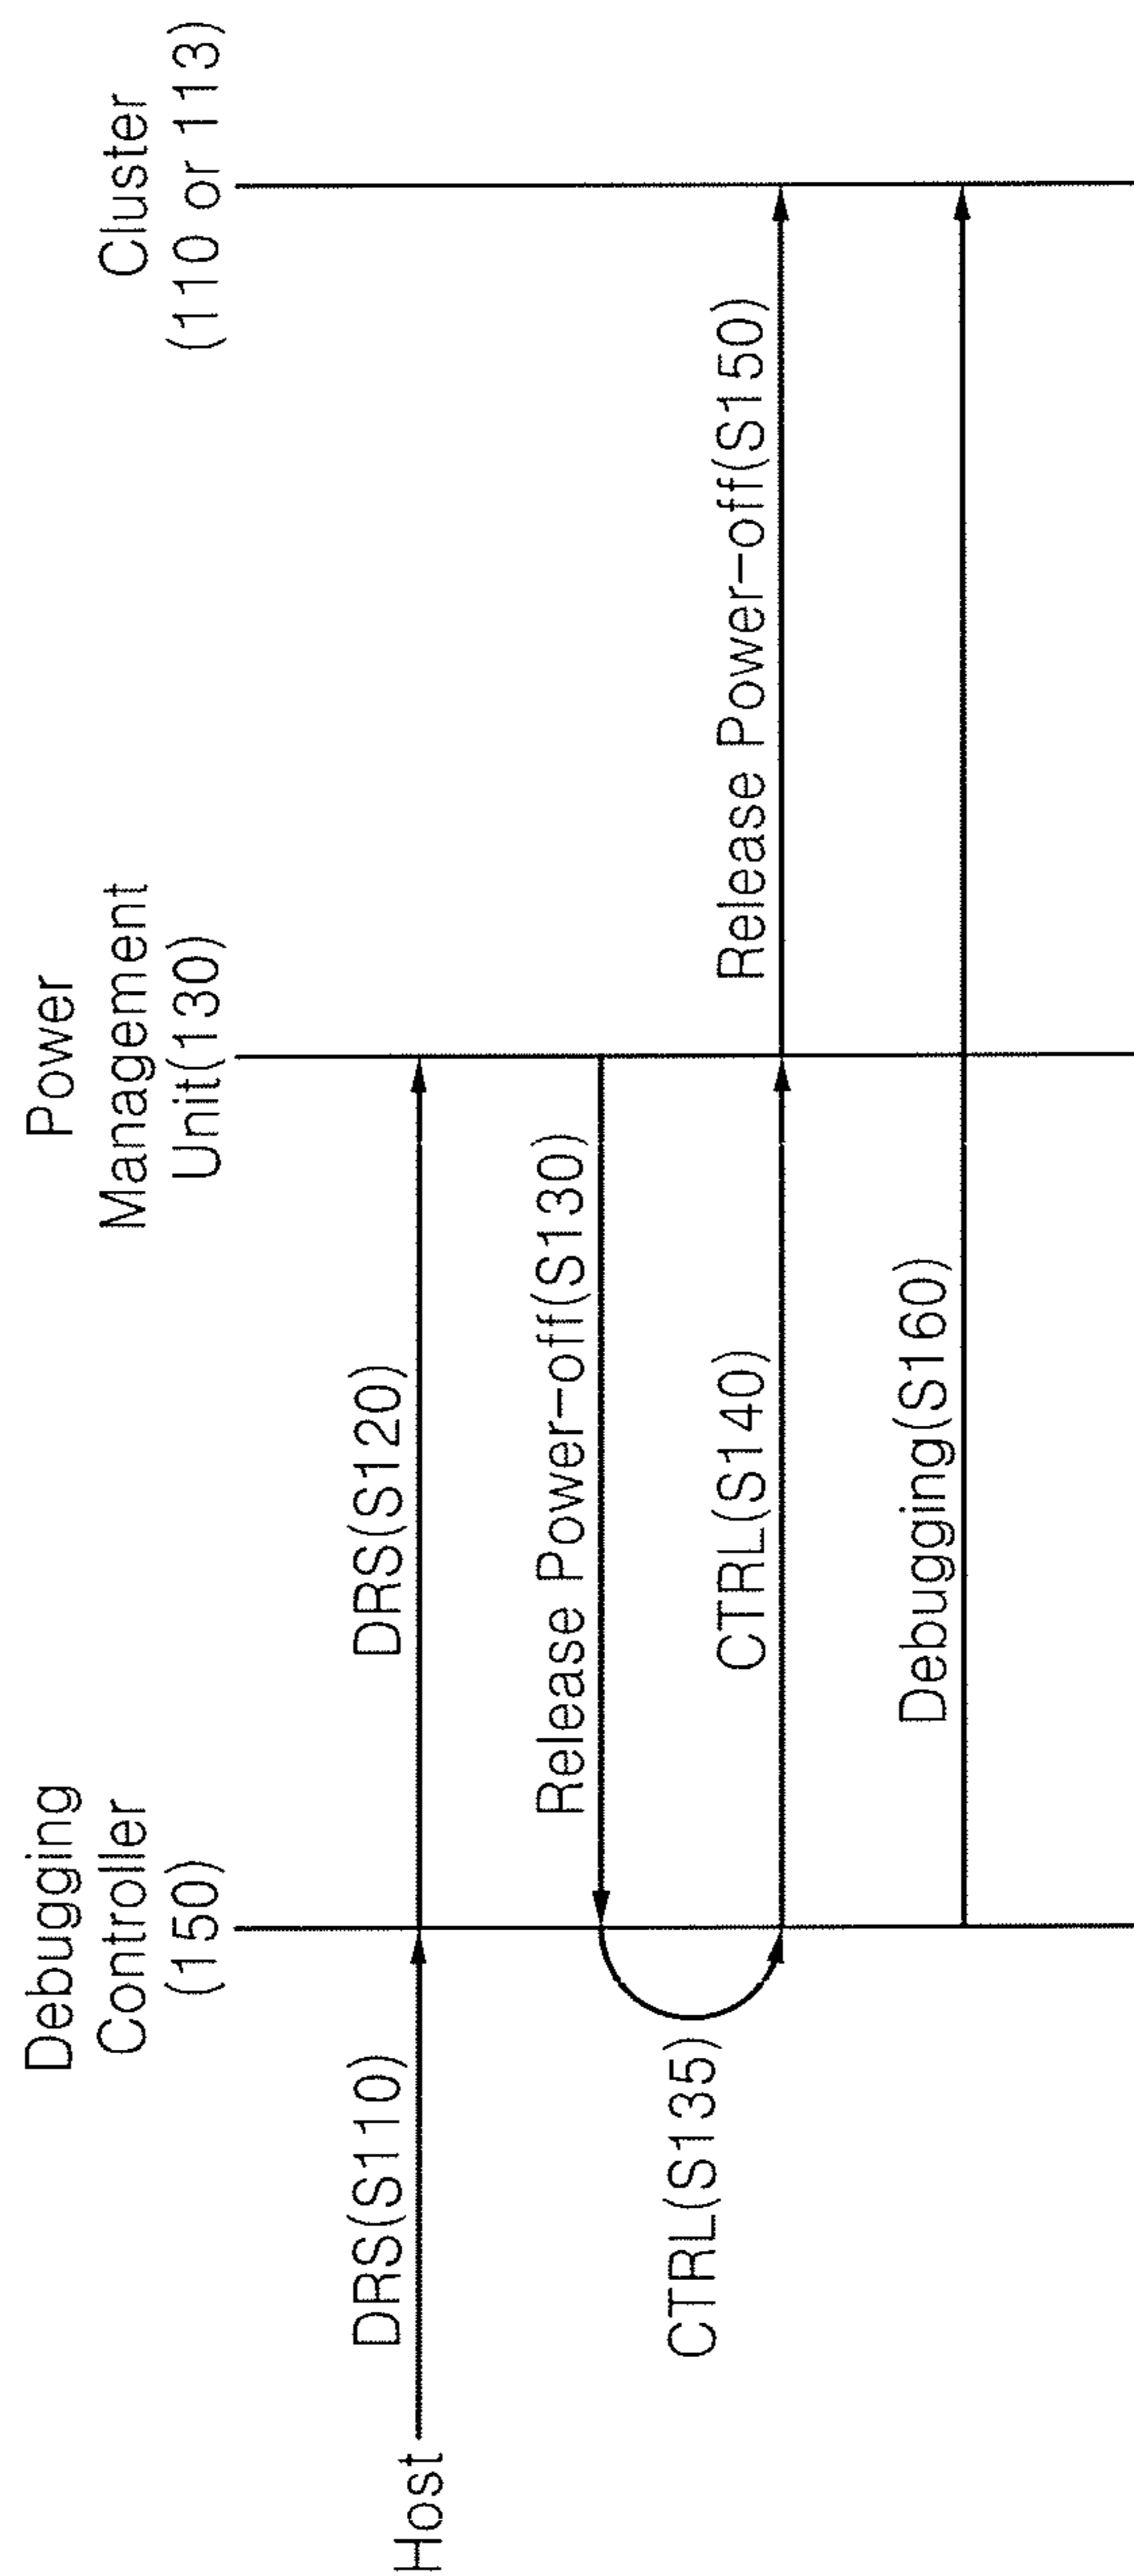 Debugging
Controller
(150)
Power
Management
Unit(130)
Cluster
(110 or 113)
Host
DRS(S110)
DRS(S120)
Release Power-off(S130)
CTRL(S135)
CTRL(S140)
Release Power-off(S150)
Debugging(S160)